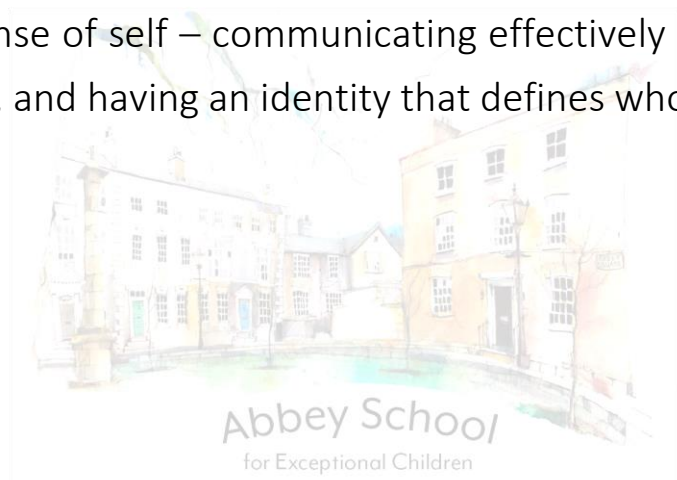 nse of self – communicating effectively
and having an identity that defines who
Abbey School
for Exceptional Children